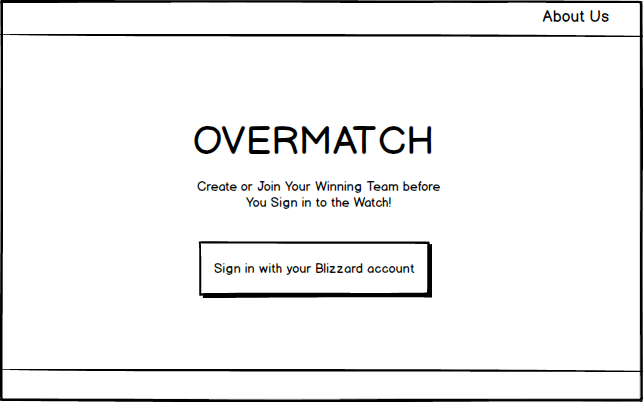 About Us
OVERMATCH
Create or Join Your Winning Team before
You Sign in to the Watch!
Sign in with your Blizzard account